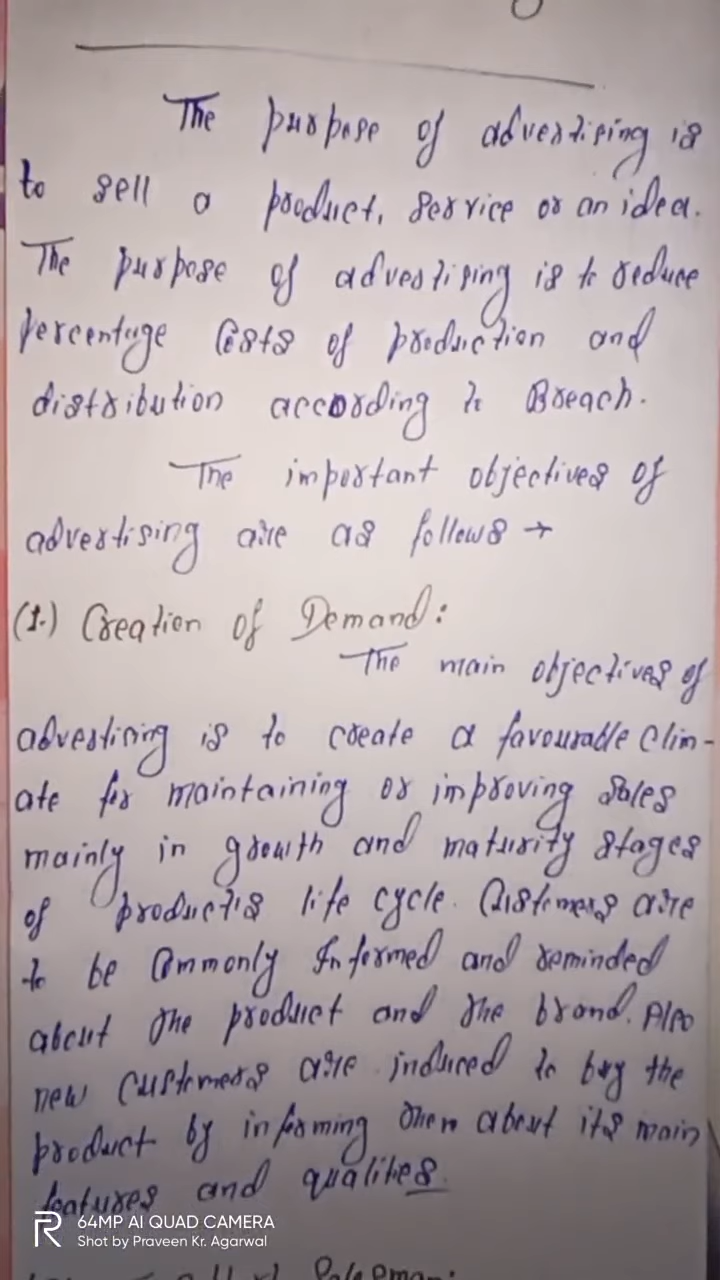 The purpose of advertising is
to sell a product, service or an idea.
The purpose of advertising is to reduce
percentage Costs of production and
distribution according to Breach.
The important objectives of
advertising are as follows →
(1.) Creation of Demand:
The main objectives of
advertising is to create a favourable clim-
ate for maintaining or improving sales
mainly in growth and maturity stages
of product's life cycle. Customers are
to be Commonly Informed and reminded
about the product and the brand. Also
new Customers are induced to buy the
product by informing them about its main
features and qualities.
64MP AI QUAD CAMERA
Shot by Praveen Kr. Agarwal